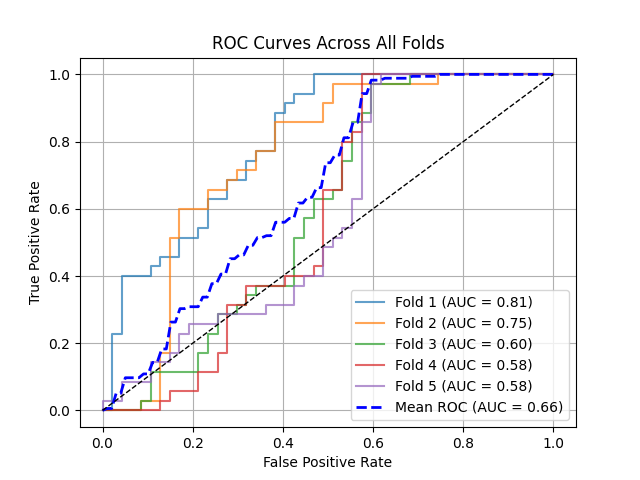 ROC Curves Across All Folds
True Positive Rate
1.0
0.8
0.6
0.4
0.2
0.0
Fold 1 (AUC = 0.81)
Fold 2 (AUC = 0.75)
Fold 3 (AUC = 0.60)
Fold 4 (AUC = 0.58)
Fold 5 (AUC = 0.58)
Mean ROC (AUC = 0.66)
0.0 0.2 0.4 0.6 0.8 1.0
False Positive Rate